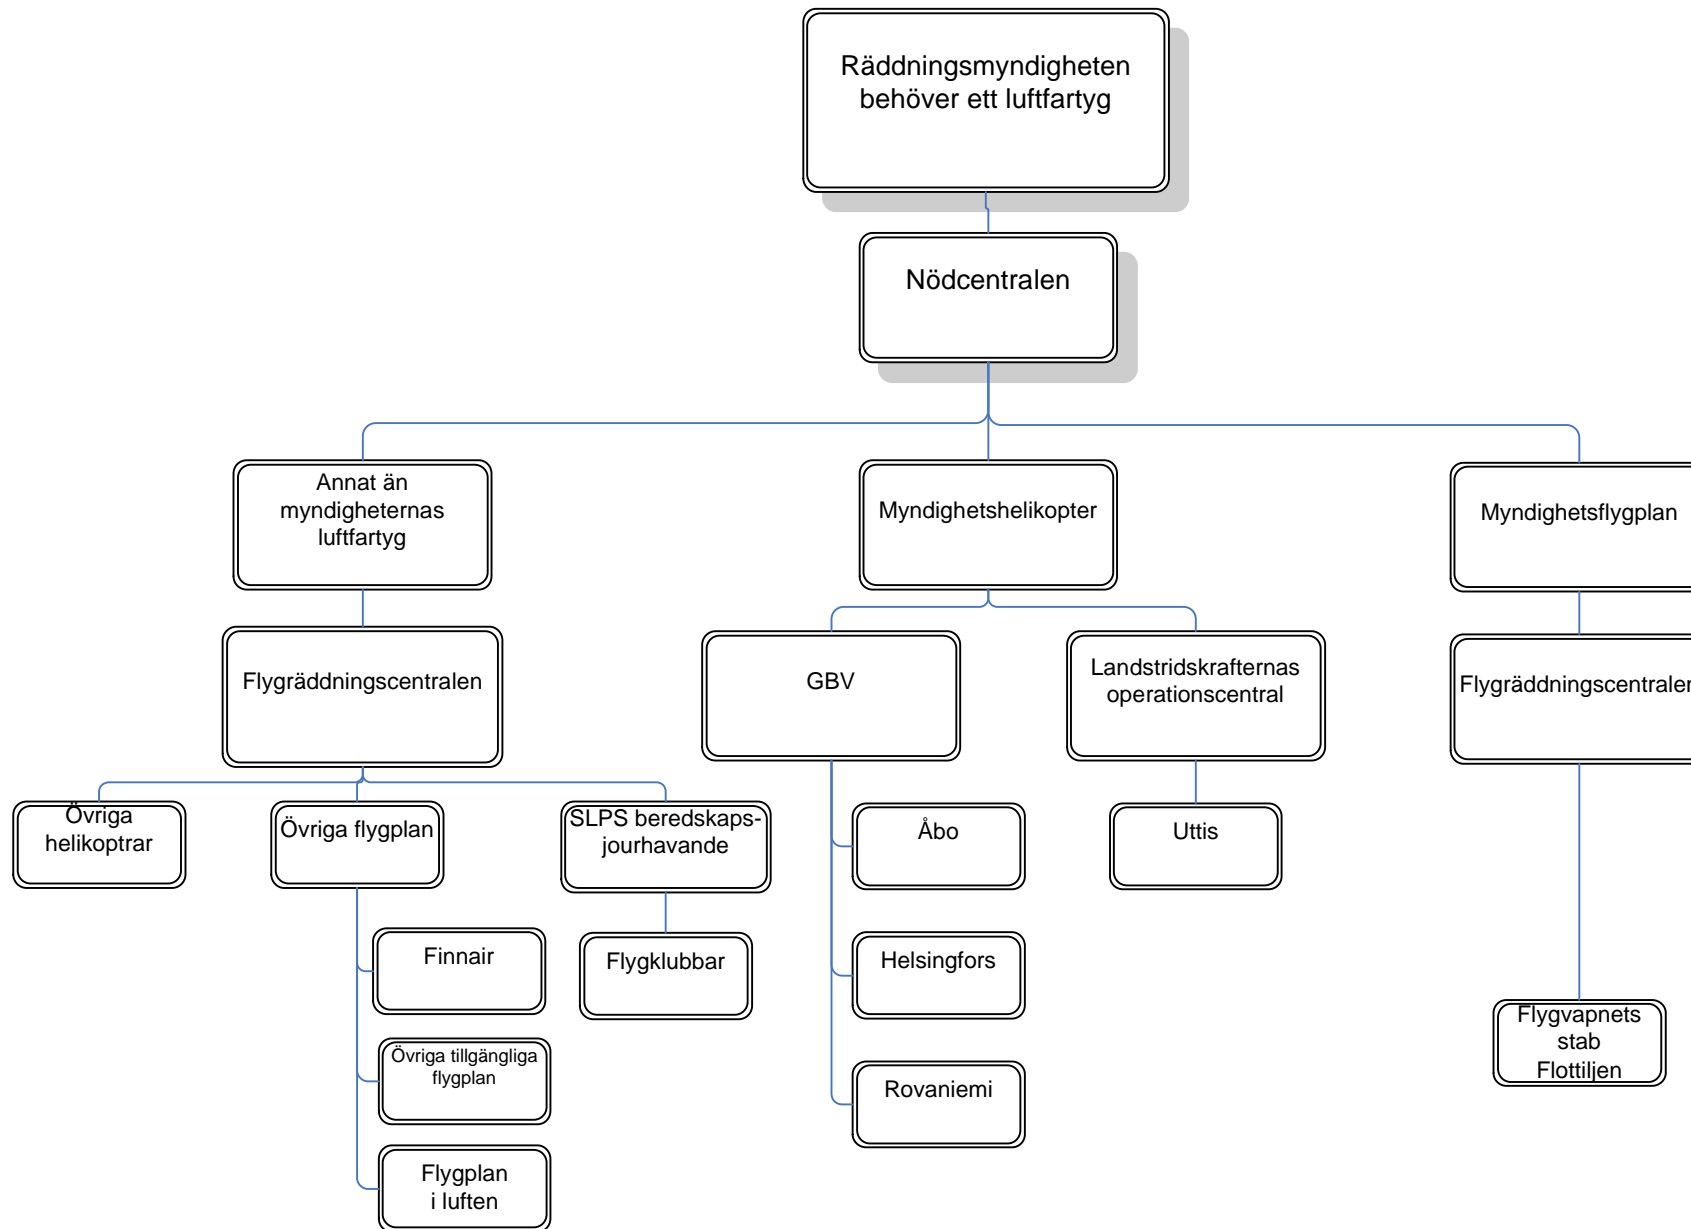 Räddningsmyndigheten
behöver ett luftfartyg
Nödcentralen
Annat än
myndigheternas
luftfartyg
Myndighetshelikopter
Myndighetsflygplan
Flygräddningscentralen
GBV
Landstridskrafternas
operationscentral
Flygräddningscentralen
Övriga
helikoptrar
Övriga flygplan
SLPS beredskaps-
jourhavande
Åbo
Uttis
Finnair
Flygklubbar
Helsingfors
Övriga tillgängliga
flygplan
Rovaniemi
Flygvapnets
stab
Flottiljen
Flygplan
i luften